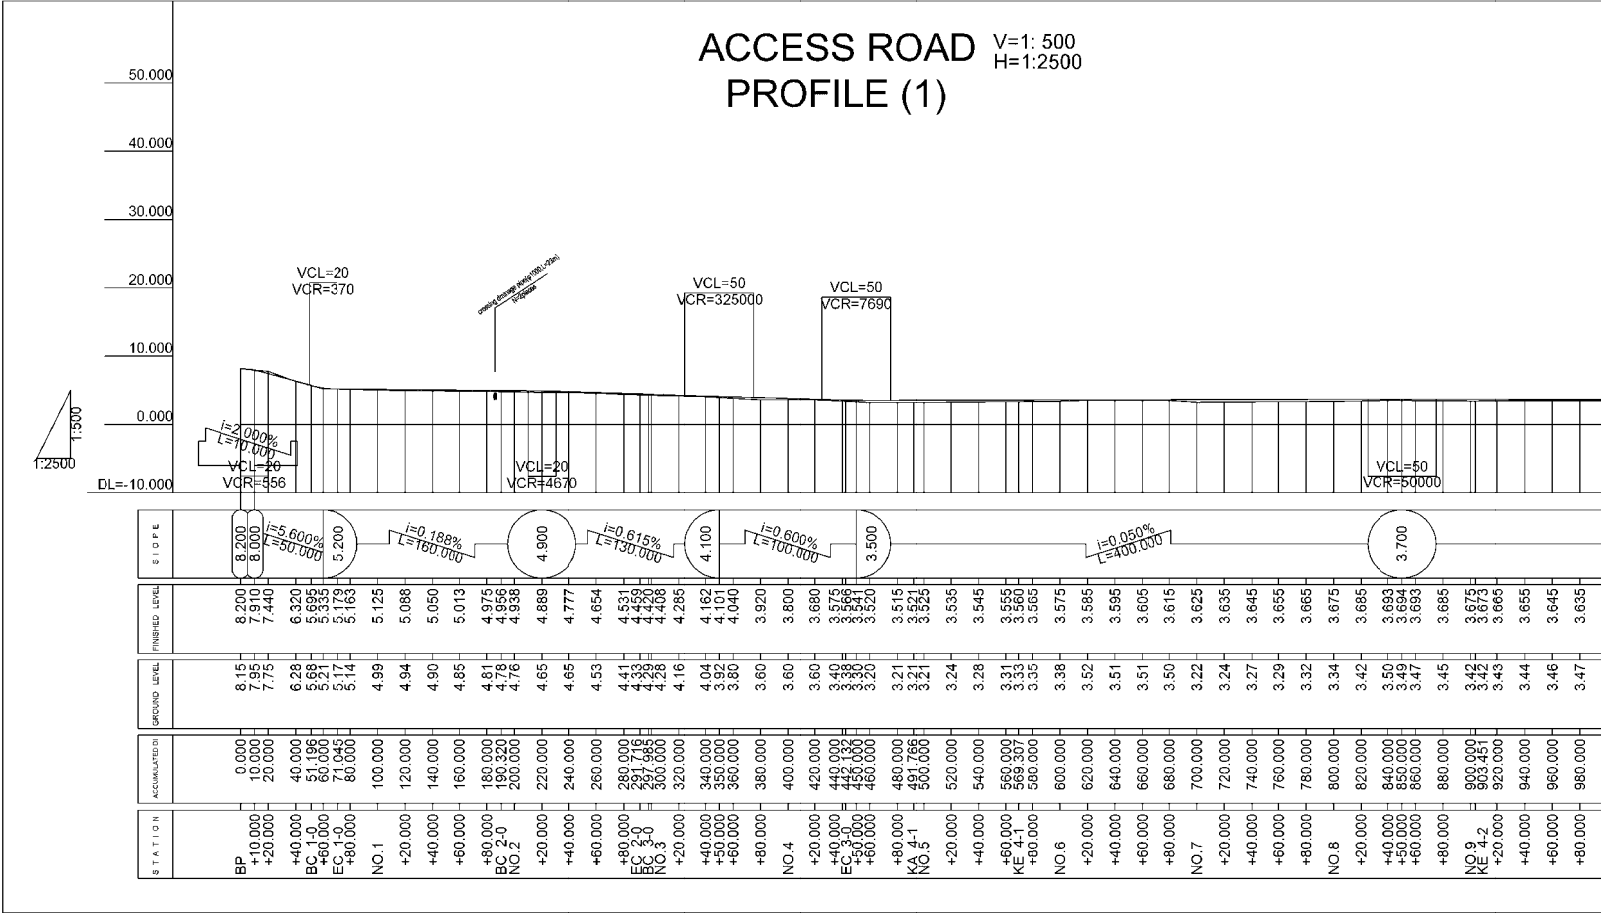 ACCESS ROAD
V=1: 500
H=1:2500
PROFILE (1)
50.000
40.000
30.000
20.000
10.000
0.000
DL=-10.000
1:500
1:2500
VCL=20
VCR=370
VCL=50
VCR=325000
VCL=50
VCR=7690
i=2.000%
L=10.000
VCL=20
VCR=556
VCL=20
VCR=4670
VCL=50
VCR=50000
SLOPE
8.200
8.000
i=5.600%
L=50.000
5.200
i=0.188%
L=160.000
4.900
i=0.615%
L=130.000
4.100
i=0.600%
L=100.000
3.500
i=0.050%
L=400.000
3.700
FINISHED LEVEL
8.200 7.910 7.440 6.320 5.695 5.335 5.179 5.163 5.125 5.088 5.050 5.013 4.975 4.956 4.938 4.889 4.777 4.654 4.531 4.459 4.420 4.408 4.285 4.162 4.101 4.040 3.920 3.800 3.680 3.575 3.566 3.541 3.520 3.515 3.521 3.525 3.535 3.545 3.555 3.560 3.565 3.575 3.595 3.605 3.615 3.625 3.635 3.645 3.655 3.665 3.675 3.685 3.693 3.694 3.693 3.685 3.675 3.673 3.665 3.655 3.645 3.635
GROUND LEVEL
8.15 7.95 7.75 6.28 5.68 5.21 5.17 5.14 4.99 4.94 4.90 4.85 4.81 4.78 4.76 4.65 4.65 4.53 4.41 4.33 4.29 4.28 4.16 4.04 3.92 3.80 3.60 3.60 3.60 3.40 3.38 3.30 3.20 3.21 3.21 3.21 3.24 3.28 3.31 3.33 3.35 3.38 3.52 3.51 3.51 3.50 3.22 3.24 3.27 3.29 3.32 3.34 3.42 3.50 3.49 3.47 3.45 3.42 3.42 3.43 3.44 3.46 3.47
ACCUMULATED DI
0.000 10.000 20.000 40.000 51.196 60.000 71.045 80.000 100.000 120.000 140.000 160.000 180.000 190.320 200.000 220.000 240.000 260.000 280.000 291.716 297.985 300.000 320.000 340.000 350.000 360.000 380.000 400.000 420.000 440.000 442.132 450.000 460.000 480.000 491.766 500.000 520.000 540.000 560.000 569.307 580.000 600.000 620.000 640.000 660.000 680.000 700.000 720.000 740.000 760.000 780.000 800.000 820.000 840.000 850.000 860.000 880.000 900.000 903.451 920.000 940.000 960.000 980.000
STATION
BP +10.000 +20.000 +40.000 BC 1-0 +60.000 EC 1-0 +80.000 NO.1 +20.000 +40.000 +60.000 +80.000 BC 2-0 NO.2 +20.000 +40.000 +60.000 +80.000 EC 2-0 BC 3-0 NO.3 +20.000 +40.000 +50.000 +60.000 +80.000 NO.4 +20.000 +40.000 EC 3-0 +50.000 +60.000 +80.000 KA 4-1 NO.5 +20.000 +40.000 +60.000 KE 4-1 +80.000 NO.6 +20.000 +40.000 +60.000 +80.000 NO.7 +20.000 +40.000 +60.000 +80.000 NO.8 +20.000 +40.000 +50.000 +60.000 +80.000 NO.9 KE 4-2 +20.000 +40.000 +60.000 +80.000